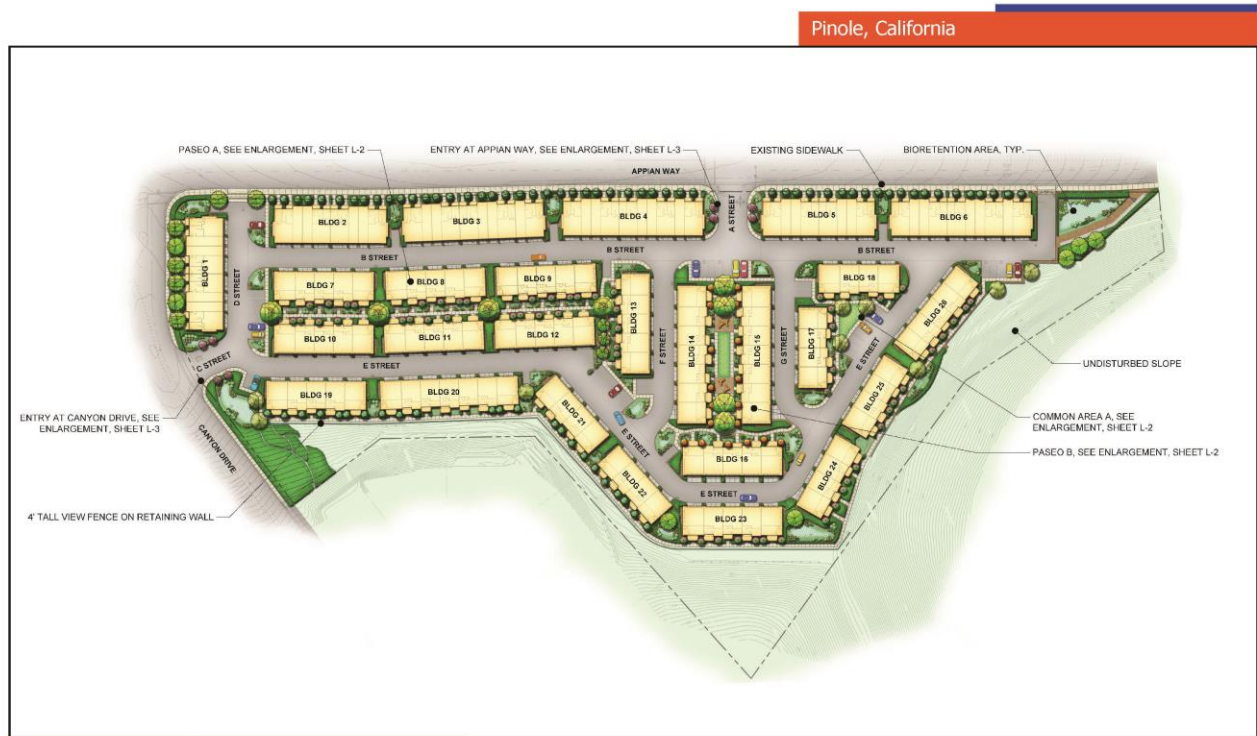 Pinole, California
PASEO A, SEE ENLARGEMENT, SHEET L-2
ENTRY AT APPIAN WAY, SEE ENLARGEMENT, SHEET L-3
EXISTING SIDEWALK
BIORETENTION AREA, TYP.
APPIAN WAY
BLDG 1
BLDG 2
BLDG 3
BLDG 4
A STREET
BLDG 5
BLDG 6
B STREET
B STREET
B STREET
D STREET
BLDG 7
BLDG 8
BLDG 9
BLDG 13
BLDG 18
BLDG 26
BLDG 10
BLDG 11
BLDG 12
F STREET
BLDG 14
BLDG 15
G STREET
BLDG 17
E STREET
C STREET
E STREET
UNDISTURBED SLOPE
BLDG 19
BLDG 20
BLDG 21
BLDG 25
ENTRY AT CANYON DRIVE, SEE
ENLARGEMENT, SHEET L-3
COMMON AREA A, SEE
ENLARGEMENT, SHEET L-2
CANYON DRIVE
E STREET
PASEO B, SEE ENLARGEMENT, SHEET L-2
BLDG 16
BLDG 22
BLDG 24
E STREET
4' TALL VIEW FENCE ON RETAINING WALL
BLDG 23